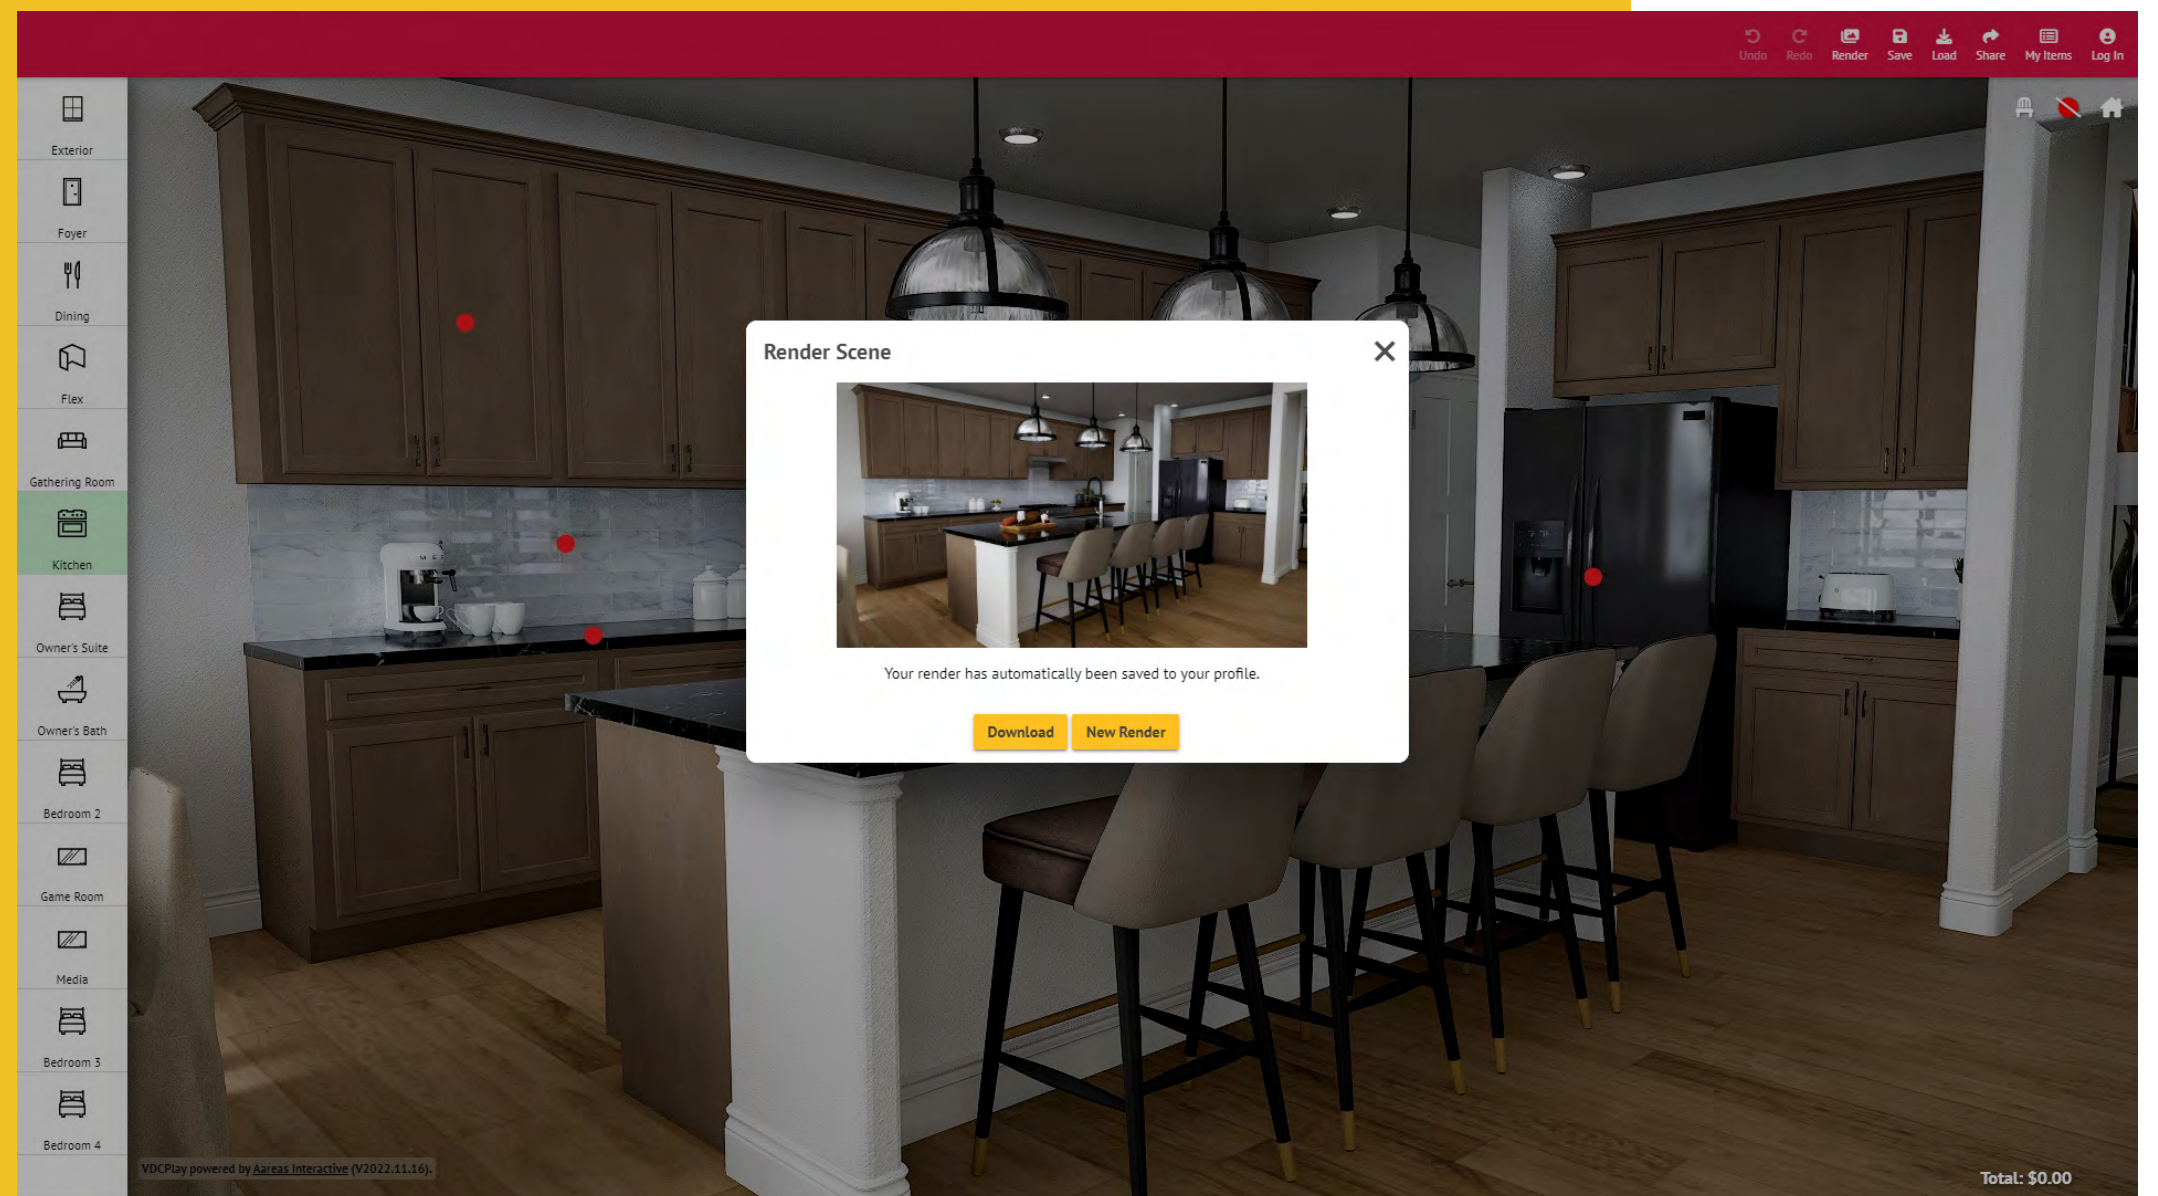 Undo
Redo
Render
Save
Load
Share
My Items
Log In
Exterior
Foyer
Dining
Flex
Gathering Room
Kitchen
Owner's Suite
Owner's Bath
Bedroom 2
Game Room
Media
Bedroom 3
Bedroom 4
Render Scene
Your render has automatically been saved to your profile.
Download
New Render
VDCPlay powered by Aareas Interactive (V2022.11.16).
Total: $0.00